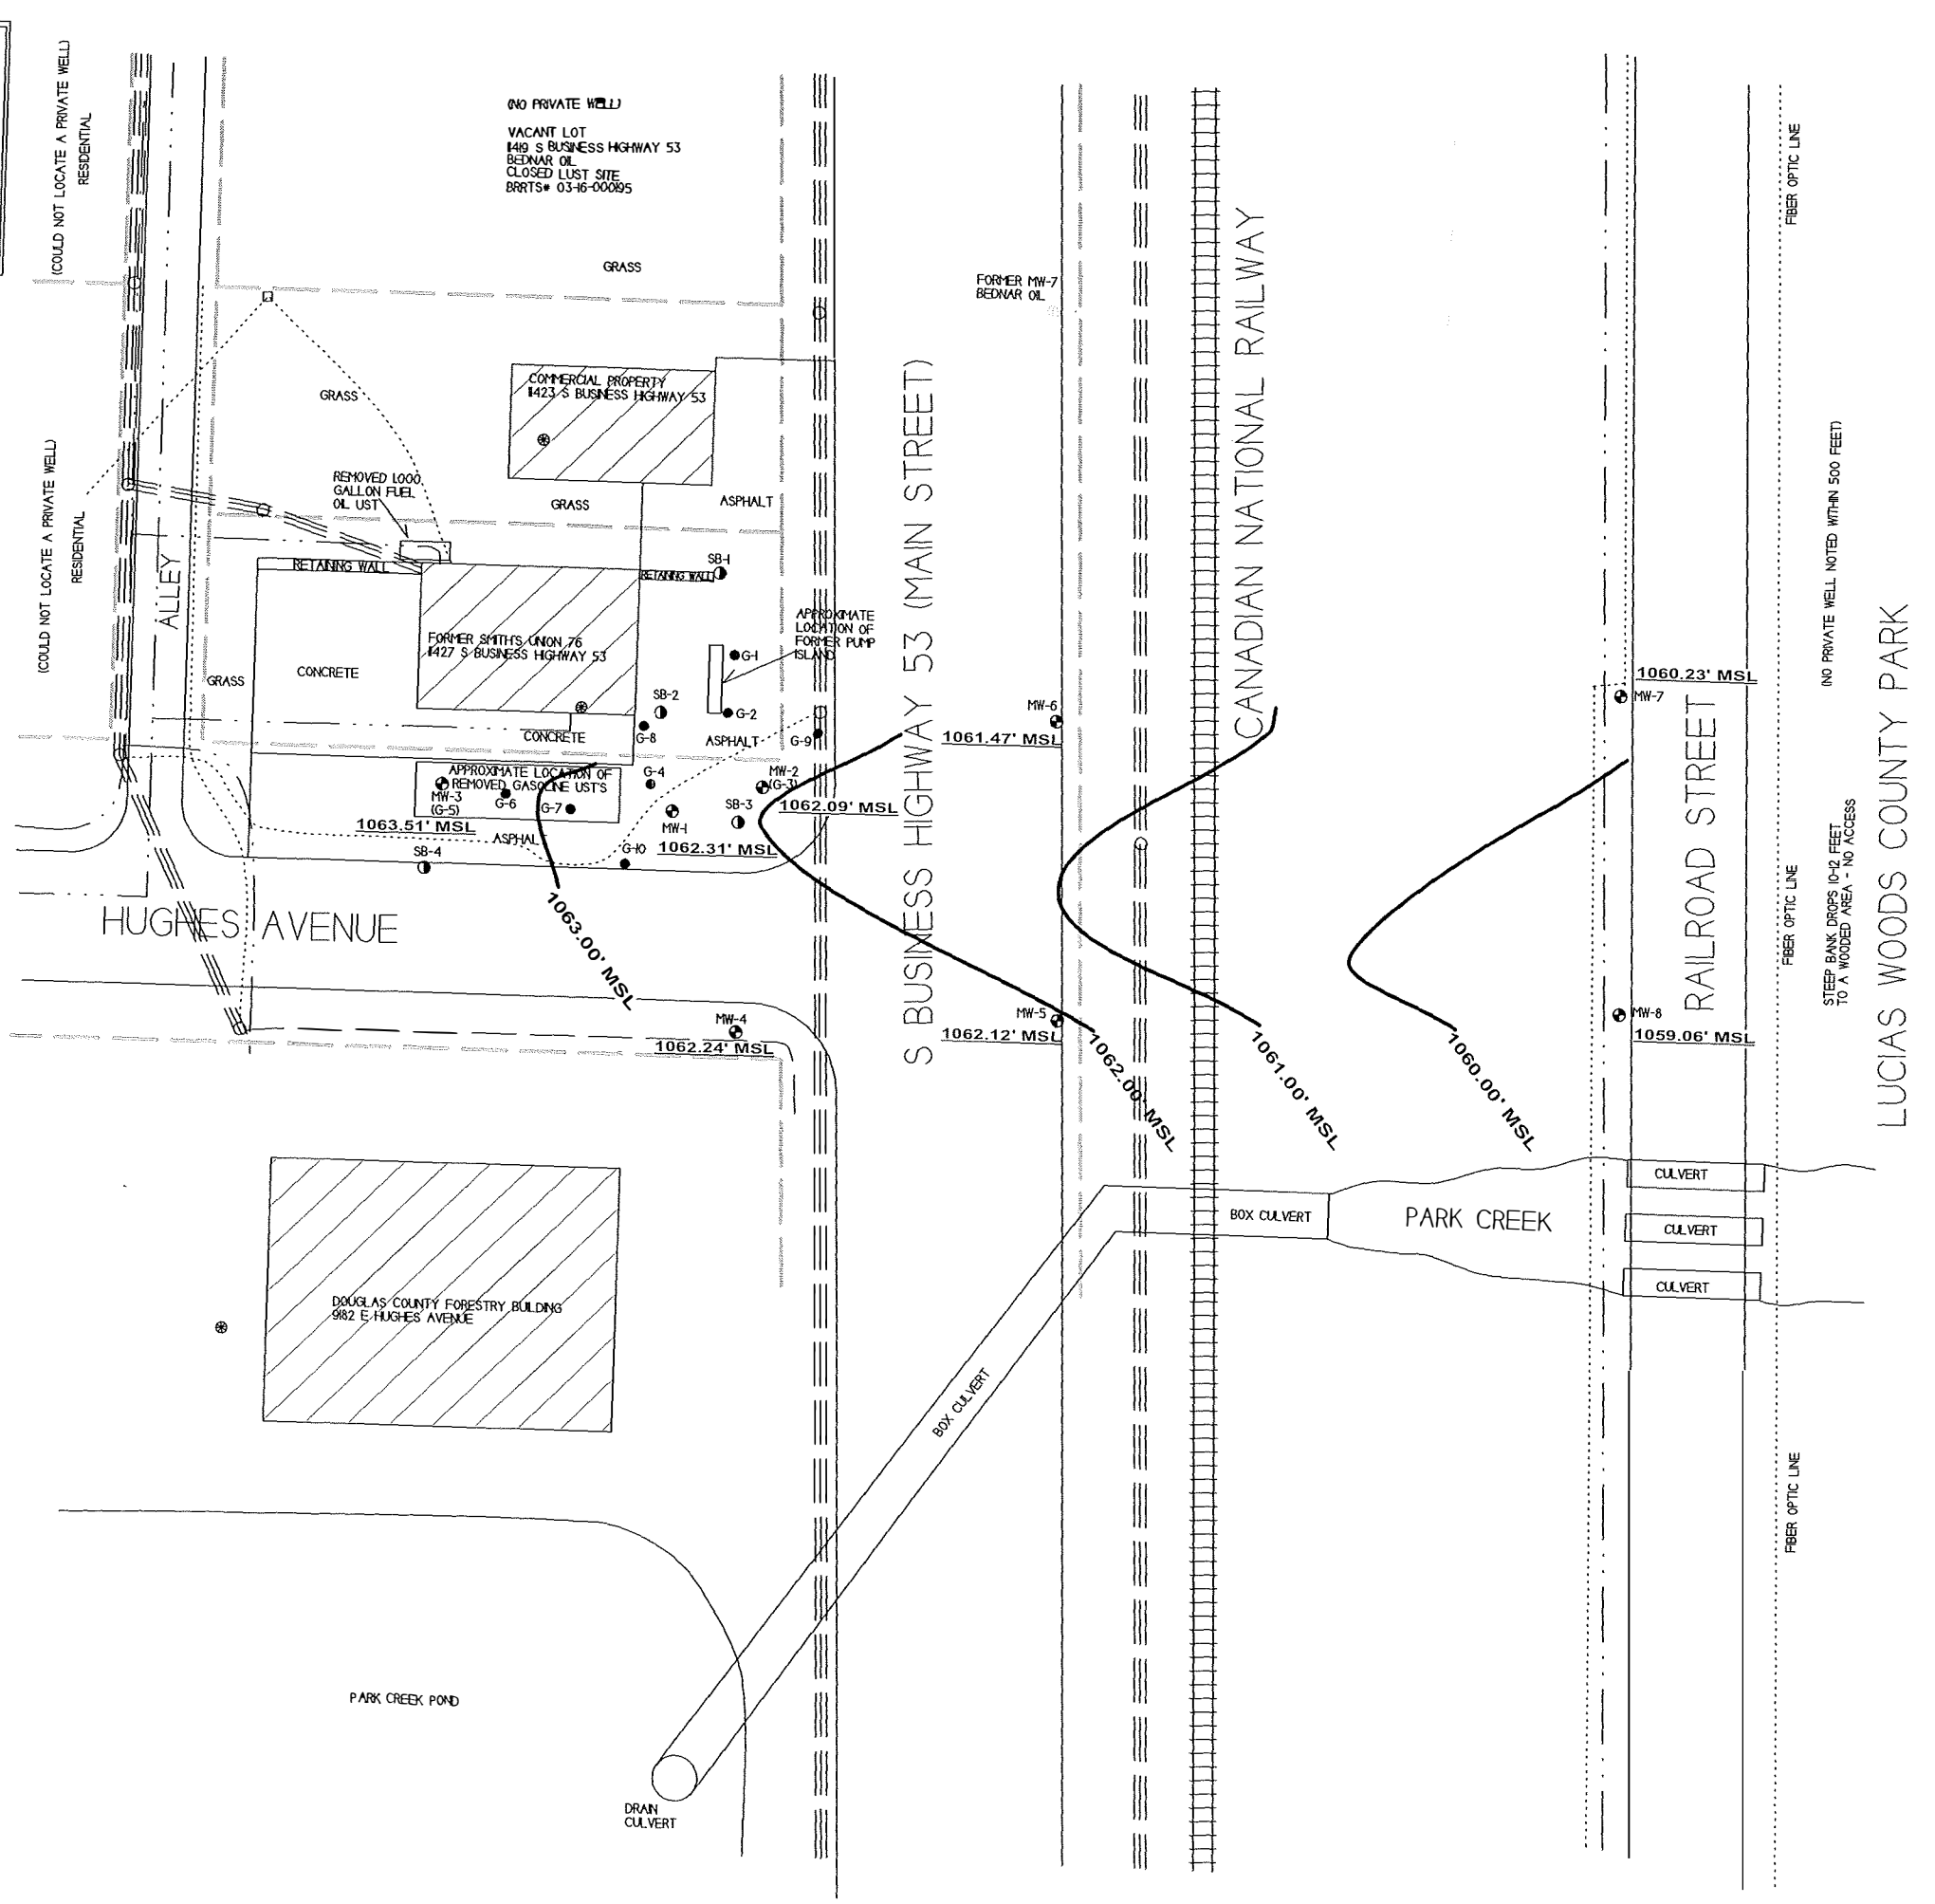 (NO PRIVATE WELL)
VACANT LOT
11419 S BUSINESS HIGHWAY 53
BEDNAR OIL
CLOSED LUST SITE
BRRTS# 03-16-000195
(COULD NOT LOCATE A PRIVATE WELL)
RESIDENTIAL
GRASS
FORMER MW-7
BEDNAR OIL
CANADIAN NATIONAL RAILWAY
FIBER OPTIC LINE
COMMERCIAL PROPERTY
11423 S BUSINESS HIGHWAY 53
GRASS
REMOVED 1,000
GALLON FUEL
OIL UST
GRASS
ASPHALT
(COULD NOT LOCATE A PRIVATE WELL)
RESIDENTIAL
ALLEY
RETAINING WALL
RETAINING WALL
SB-1
FORMER SMITH'S UNION 76
11427 S BUSINESS HIGHWAY 53
APPROXIMATE
LOCATION OF
FORMER PUMP
ISLAND
G-1
G-2
SB-2
G-8
G-9
GRASS
CONCRETE
CONCRETE
ASPHALT
S BUSINESS HIGHWAY 53 (MAIN STREET)
MW-6
1061.47' MSL
1060.23' MSL
MW-7
RAILROAD STREET
(NO PRIVATE WELL NOTED WITHIN 500 FEET)
LUCIAS WOODS COUNTY PARK
APPROXIMATE LOCATION OF
REMOVED GASOLINE UST'S
MW-3
(G-5)
G-6
G-7
G-4
MW-2
(G-3)
SB-3
MW-1
1062.09' MSL
1063.51' MSL
ASPHAL
1062.31' MSL
SB-4
G-10
HUGHES AVENUE
1063.00' MSL
FIBER OPTIC LINE
STEEP BANK DROPS 10-12 FEET
TO A WOODED AREA - NO ACCESS
MW-4
1062.24' MSL
MW-5
1062.12' MSL
1062.00' MSL
1061.00' MSL
1060.00' MSL
MW-8
1059.06' MSL
CULVERT
CULVERT
CULVERT
BOX CULVERT
PARK CREEK
DOUGLAS COUNTY FORESTRY BUILDING
9182 E HUGHES AVENUE
BOX CULVERT
FIBER OPTIC LINE
PARK CREEK POND
DRAIN
CULVERT